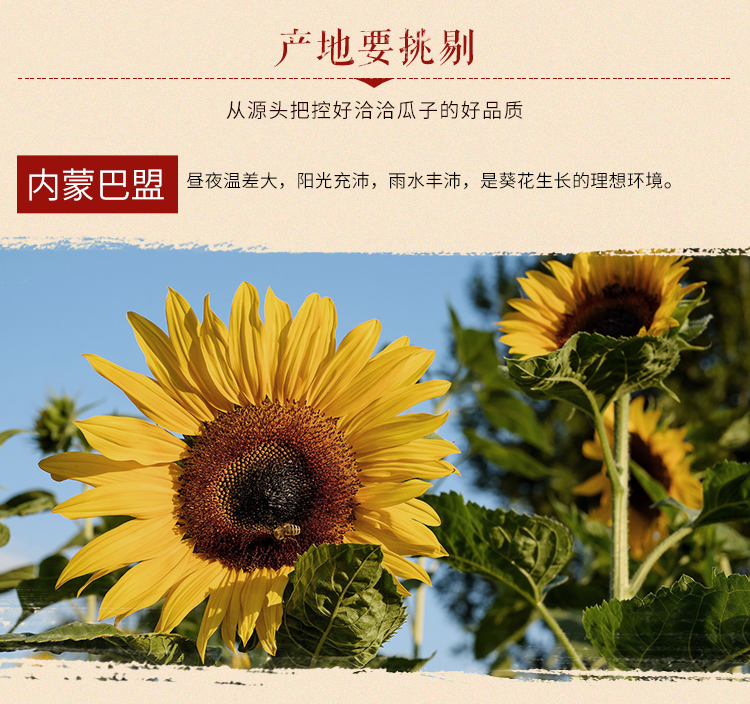 产地要挑剔
从源头把控好洽洽瓜子的好品质
内蒙巴盟
昼夜温差大，阳光充沛，雨水丰沛，是葵花生长的理想环境。